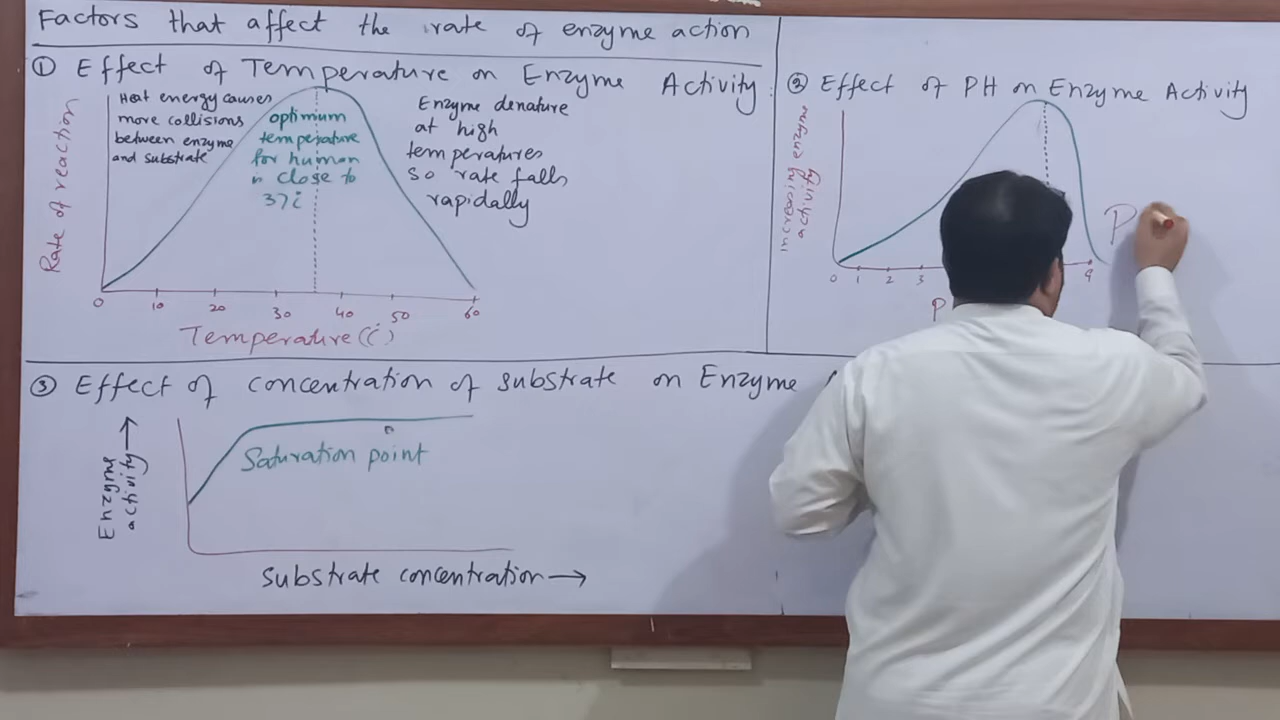 Factors that affect the rate of enzyme action
① Effect of Temperature on Enzyme Activity
Rate of reaction
Heat energy causes
more collisions
between enzyme
and substrate
optimum
temperature
for human
is close to
37
Enzyme denature
at high
temperatures
so rate falls
rapidally
0 10 20 30 40 50 60
Temperature
② Effect of PH on Enzyme Activity
increasing enzyme
activity
0 1 2 3 9
P
P
③ Effect of concentration of substrate on Enzyme
Enzyme
activity
Saturation point
Substrate concentration